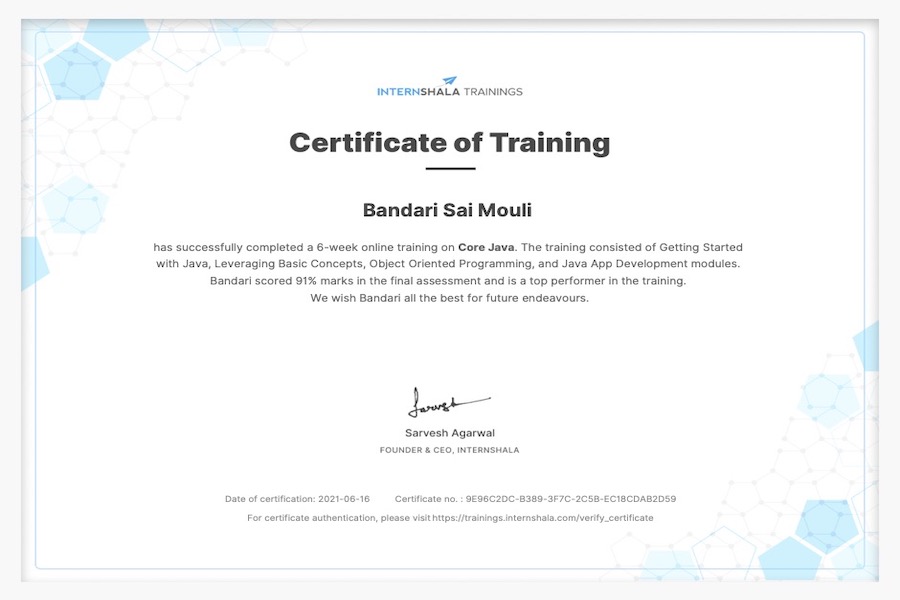 INTERNSHALA TRAININGS
Certificate of Training
Bandari Sai Mouli
has successfully completed a 6-week online training on Core Java. The training consisted of Getting Started
with Java, Leveraging Basic Concepts, Object Oriented Programming, and Java App Development modules.
Bandari scored 91% marks in the final assessment and is a top performer in the training.
We wish Bandari all the best for future endeavours.
Sarvesh
Sarvesh Agarwal
FOUNDER & CEO, INTERNSHALA
Date of certification: 2021-06-16 Certificate no. : 9E96C2DC-B389-3F7C-2C5B-EC18CDAB2D59
For certificate authentication, please visit https://trainings.internshala.com/verify_certificate